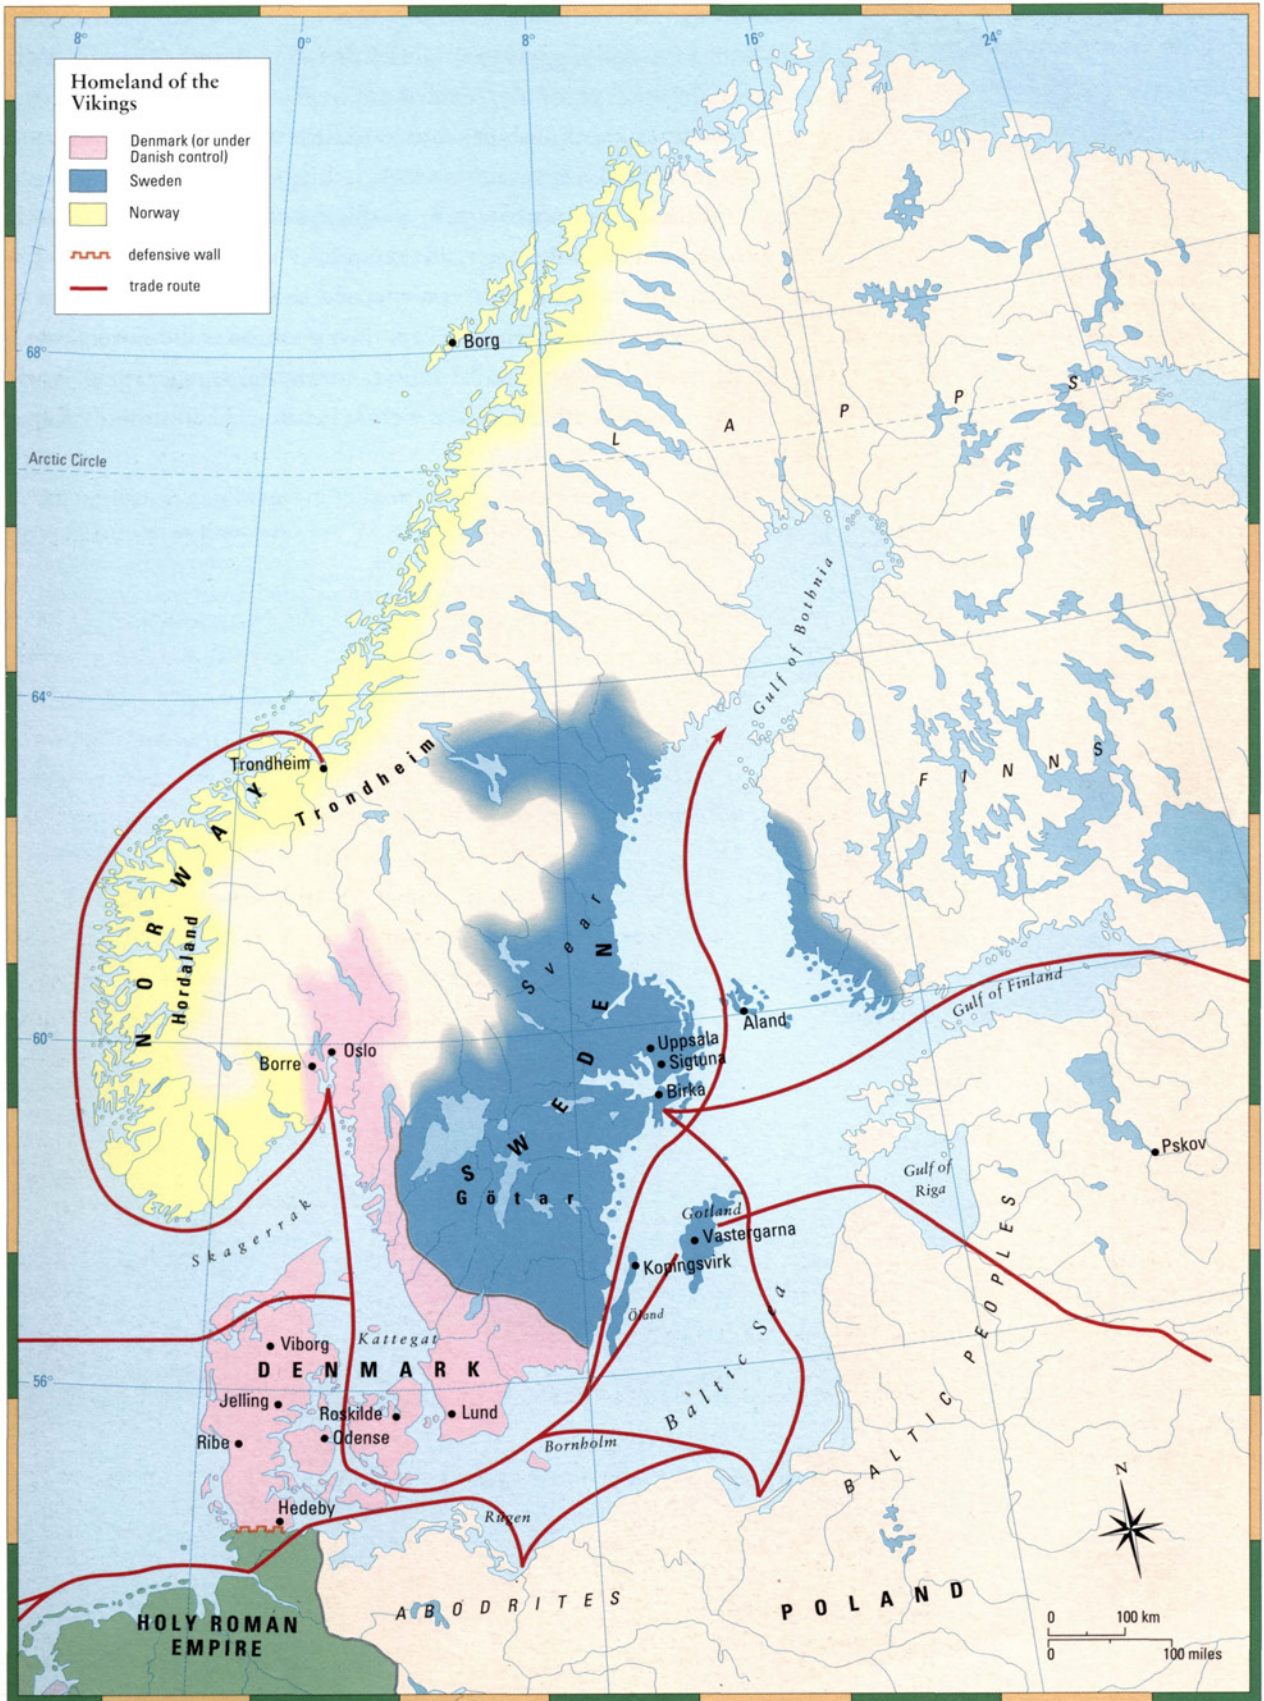 8°
0°
8°
16°
24°
Homeland of the
Vikings
Denmark (or under
Danish control)
Sweden
Norway
defensive wall
trade route
Borg
68°
LAPPS
Arctic Circle
Gulf of Bothnia
64°
Trondheim
Trondheim
FINNS
NORWAY
Hordaland
Svear
SWEDEN
Gulf of Finland
Åland
60°
Oslo
Borre
Uppsala
Sigtuna
Birka
Pskov
Gulf of
Riga
Götar
Gotland
Vastergarna
Skagerrak
Kopingsvirk
Öland
Baltic Sea
BALTIC PEOPLES
Viborg
Kattegat
DENMARK
56°
Jelling
Roskilde
Lund
Ribe
Odense
Bornholm
N
Hedeby
Rügen
ABODRITES
POLAND
HOLY ROMAN
EMPIRE
0 100 km
0 100 miles